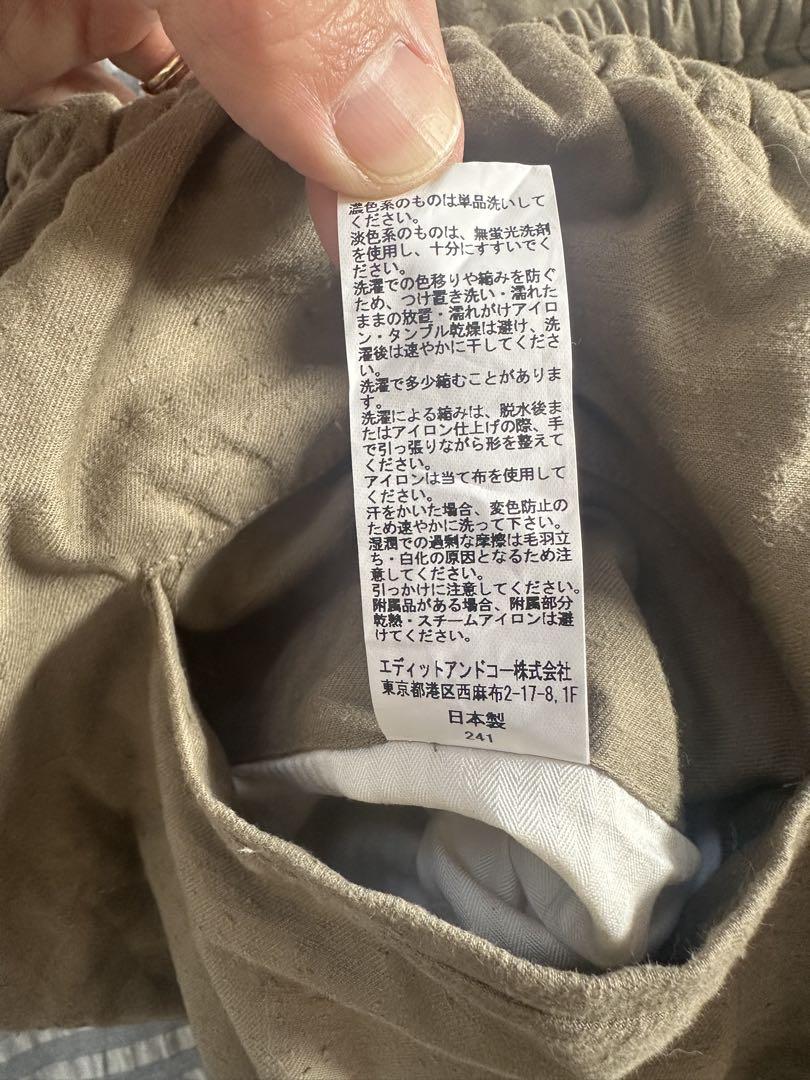 濃色系のものは単品洗いして
ください。
淡色系のものは、無蛍光洗剤
を使用し、十分にすすいでく
ださい。
洗濯での色移りや縮みを防ぐ
ため、つけ置き洗い・濡れた
ままの放置・濡れがけアイロ
ン・タンブル乾燥は避け、洗
濯後は速やかに干してくださ
い。
洗濯で多少縮むことがありま
す。
洗濯による縮みは、脱水後ま
たはアイロン仕上げの際、手
で引っ張りながら形を整えて
ください。
アイロンは当て布を使用して
ください。
汗をかいた場合、変色防止の
ため速やかに洗って下さい。
湿潤での過剰な摩擦は毛羽立
ち・白化の原因となるため注
意してください。
引っかけに注意してください。
附属品がある場合、附属部分
乾熱・スチームアイロンは避
けてください。
エディットアンドコー株式会社
東京都港区西麻布2-17-8,1F
日本製
241